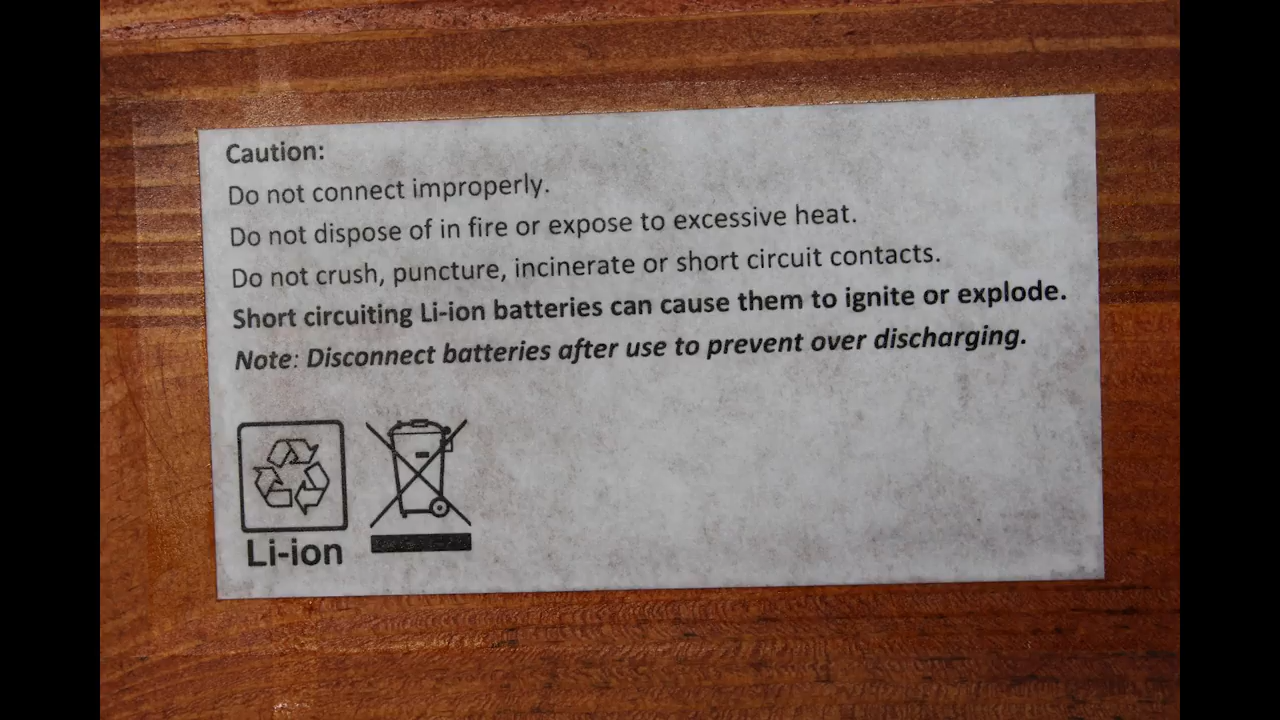 Caution:
Do not connect improperly.
Do not dispose of in fire or expose to excessive heat.
Do not crush, puncture, incinerate or short circuit contacts.
Short circuiting Li-ion batteries can cause them to ignite or explode.
Note: Disconnect batteries after use to prevent over discharging.
Li-ion